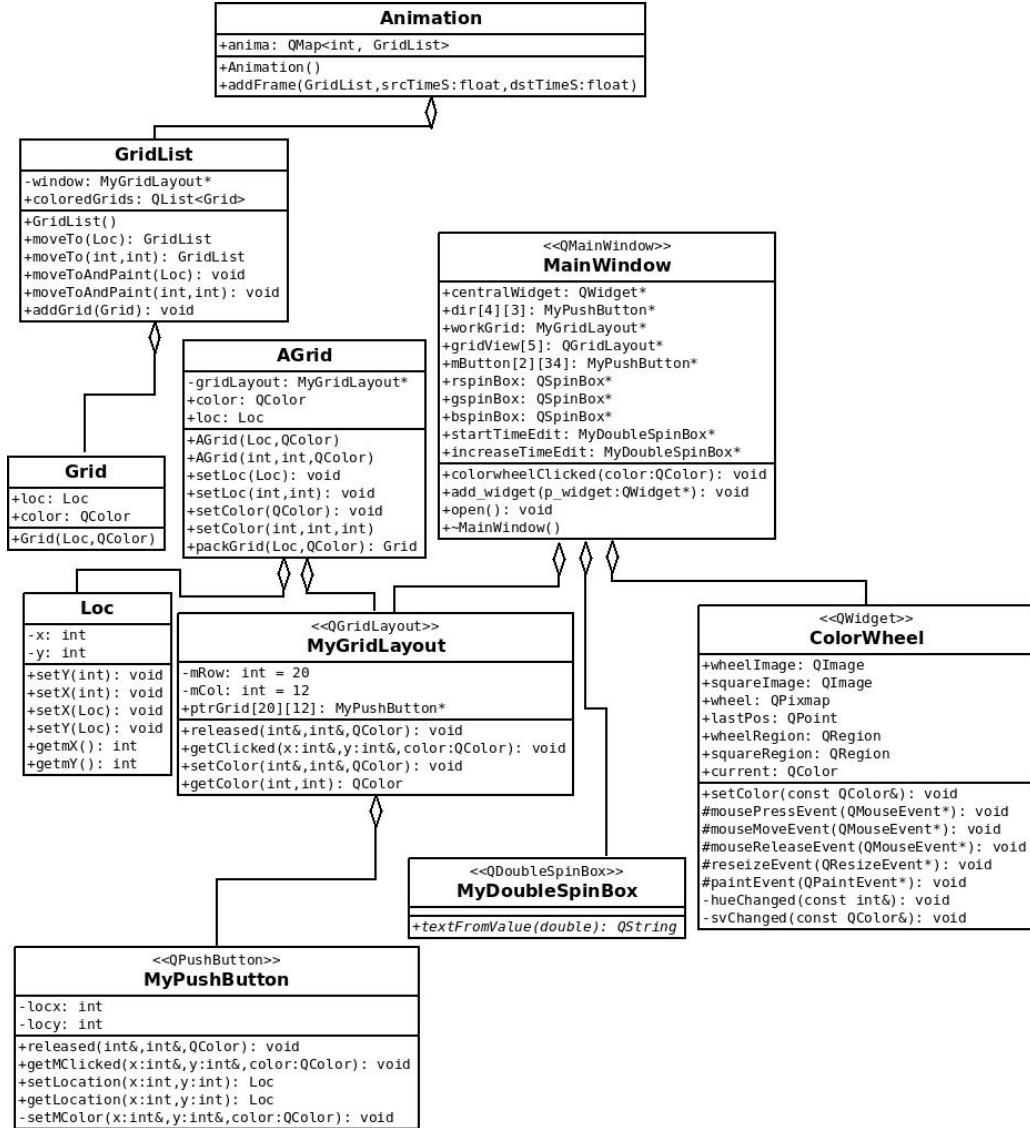 Animation
+anima: QMap<int, GridList>
+Animation()
+addFrame(GridList,srcTimeS:float,dstTimeS:float)
GridList
-window: MyGridLayout*
+coloredGrids: QList<Grid>
+GridList()
+moveTo(Loc): GridList
+moveTo(int,int): GridList
+moveToAndPaint(Loc): void
+moveToAndPaint(int,int): void
+addGrid(Grid): void
<<QMainWindow>>
MainWindow
+centralWidget: QWidget*
+dir[4][3]: MyPushButton*
+workGrid: MyGridLayout*
+gridView[5]: QGridLayout*
+mButton[2][34]: MyPushButton*
+rspinBox: QSpinBox*
+gspinBox: QSpinBox*
+bspinBox: QSpinBox*
+startTimeEdit: MyDoubleSpinBox*
+increaseTimeEdit: MyDoubleSpinBox*
+colorwheelClicked(color:QColor): void
+add_widget(p_widget:QWidget*): void
+open(): void
+~MainWindow()
AGrid
-gridLayout: MyGridLayout*
+color: QColor
+loc: Loc
+AGrid(Loc,QColor)
+AGrid(int,int,QColor)
+setLoc(Loc): void
+setLoc(int,int): void
+setColor(QColor): void
+setColor(int,int,int)
+packGrid(Loc,QColor): Grid
Grid
+loc: Loc
+color: QColor
+Grid(Loc,QColor)
Loc
-x: int
-y: int
+setY(int): void
+setX(int): void
+setX(Loc): void
+setY(Loc): void
+getmX(): int
+getmY(): int
<<QGridLayout>>
MyGridLayout
-mRow: int = 20
-mCol: int = 12
+ptrGrid[20][12]: MyPushButton*
+released(int&,int&,QColor): void
+getClicked(x:int&,y:int&,color:QColor): void
+setColor(int&,int&,QColor): void
+getColor(int,int): QColor
<<QWidget>>
ColorWheel
+wheelImage: QImage
+squareImage: QImage
+wheel: QPixmap
+lastPos: QPoint
+wheelRegion: QRegion
+squareRegion: QRegion
+current: QColor
+setColor(const QColor&): void
#mousePressEvent(QMouseEvent*): void
#mouseMoveEvent(QMouseEvent*): void
#mouseReleaseEvent(QMouseEvent*): void
#reseizeEvent(QResizeEvent*): void
#paintEvent(QPaintEvent*): void
-hueChanged(const int&): void
-svChanged(const QColor&): void
<<QDoubleSpinBox>>
MyDoubleSpinBox
+textFromValue(double): QString
<<QPushButton>>
MyPushButton
-locx: int
-locy: int
+released(int&,int&,QColor): void
+getMClicked(x:int&,y:int&,color:QColor): void
+setLocation(x:int,y:int): Loc
+getLocation(x:int,y:int): Loc
-setMColor(x:int&,y:int&,color:QColor): void